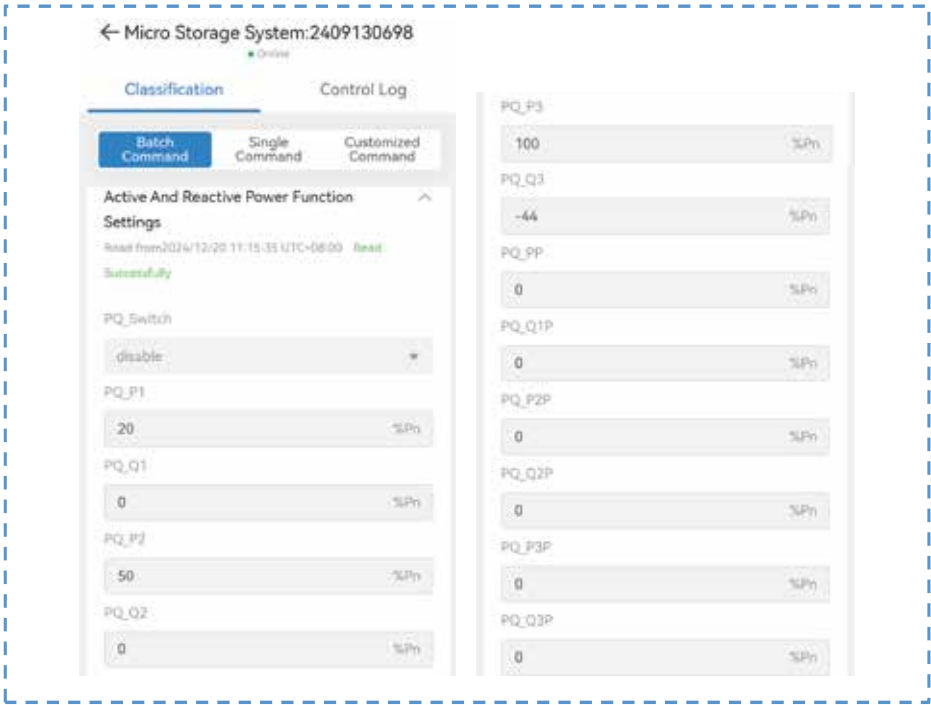 ← Micro Storage System:2409130698
Online
Classification
Control Log
Batch
Command
Single
Command
Customized
Command
Active And Reactive Power Function
Settings
Read from2024/12/20 11:15:35 UTC+08:00 Read
Successfully
PQ_Switch
disable
PQ_P1
20 %Pn
PQ_Q1
0 %Pn
PQ_P2
50 %Pn
PQ_Q2
0 %Pn
PQ_P3
100 %Pn
PQ_Q3
-44 %Pn
PQ_PP
0 %Pn
PQ_Q1P
0 %Pn
PQ_P2P
0 %Pn
PQ_Q2P
0 %Pn
PQ_P3P
0 %Pn
PQ_Q3P
0 %Pn